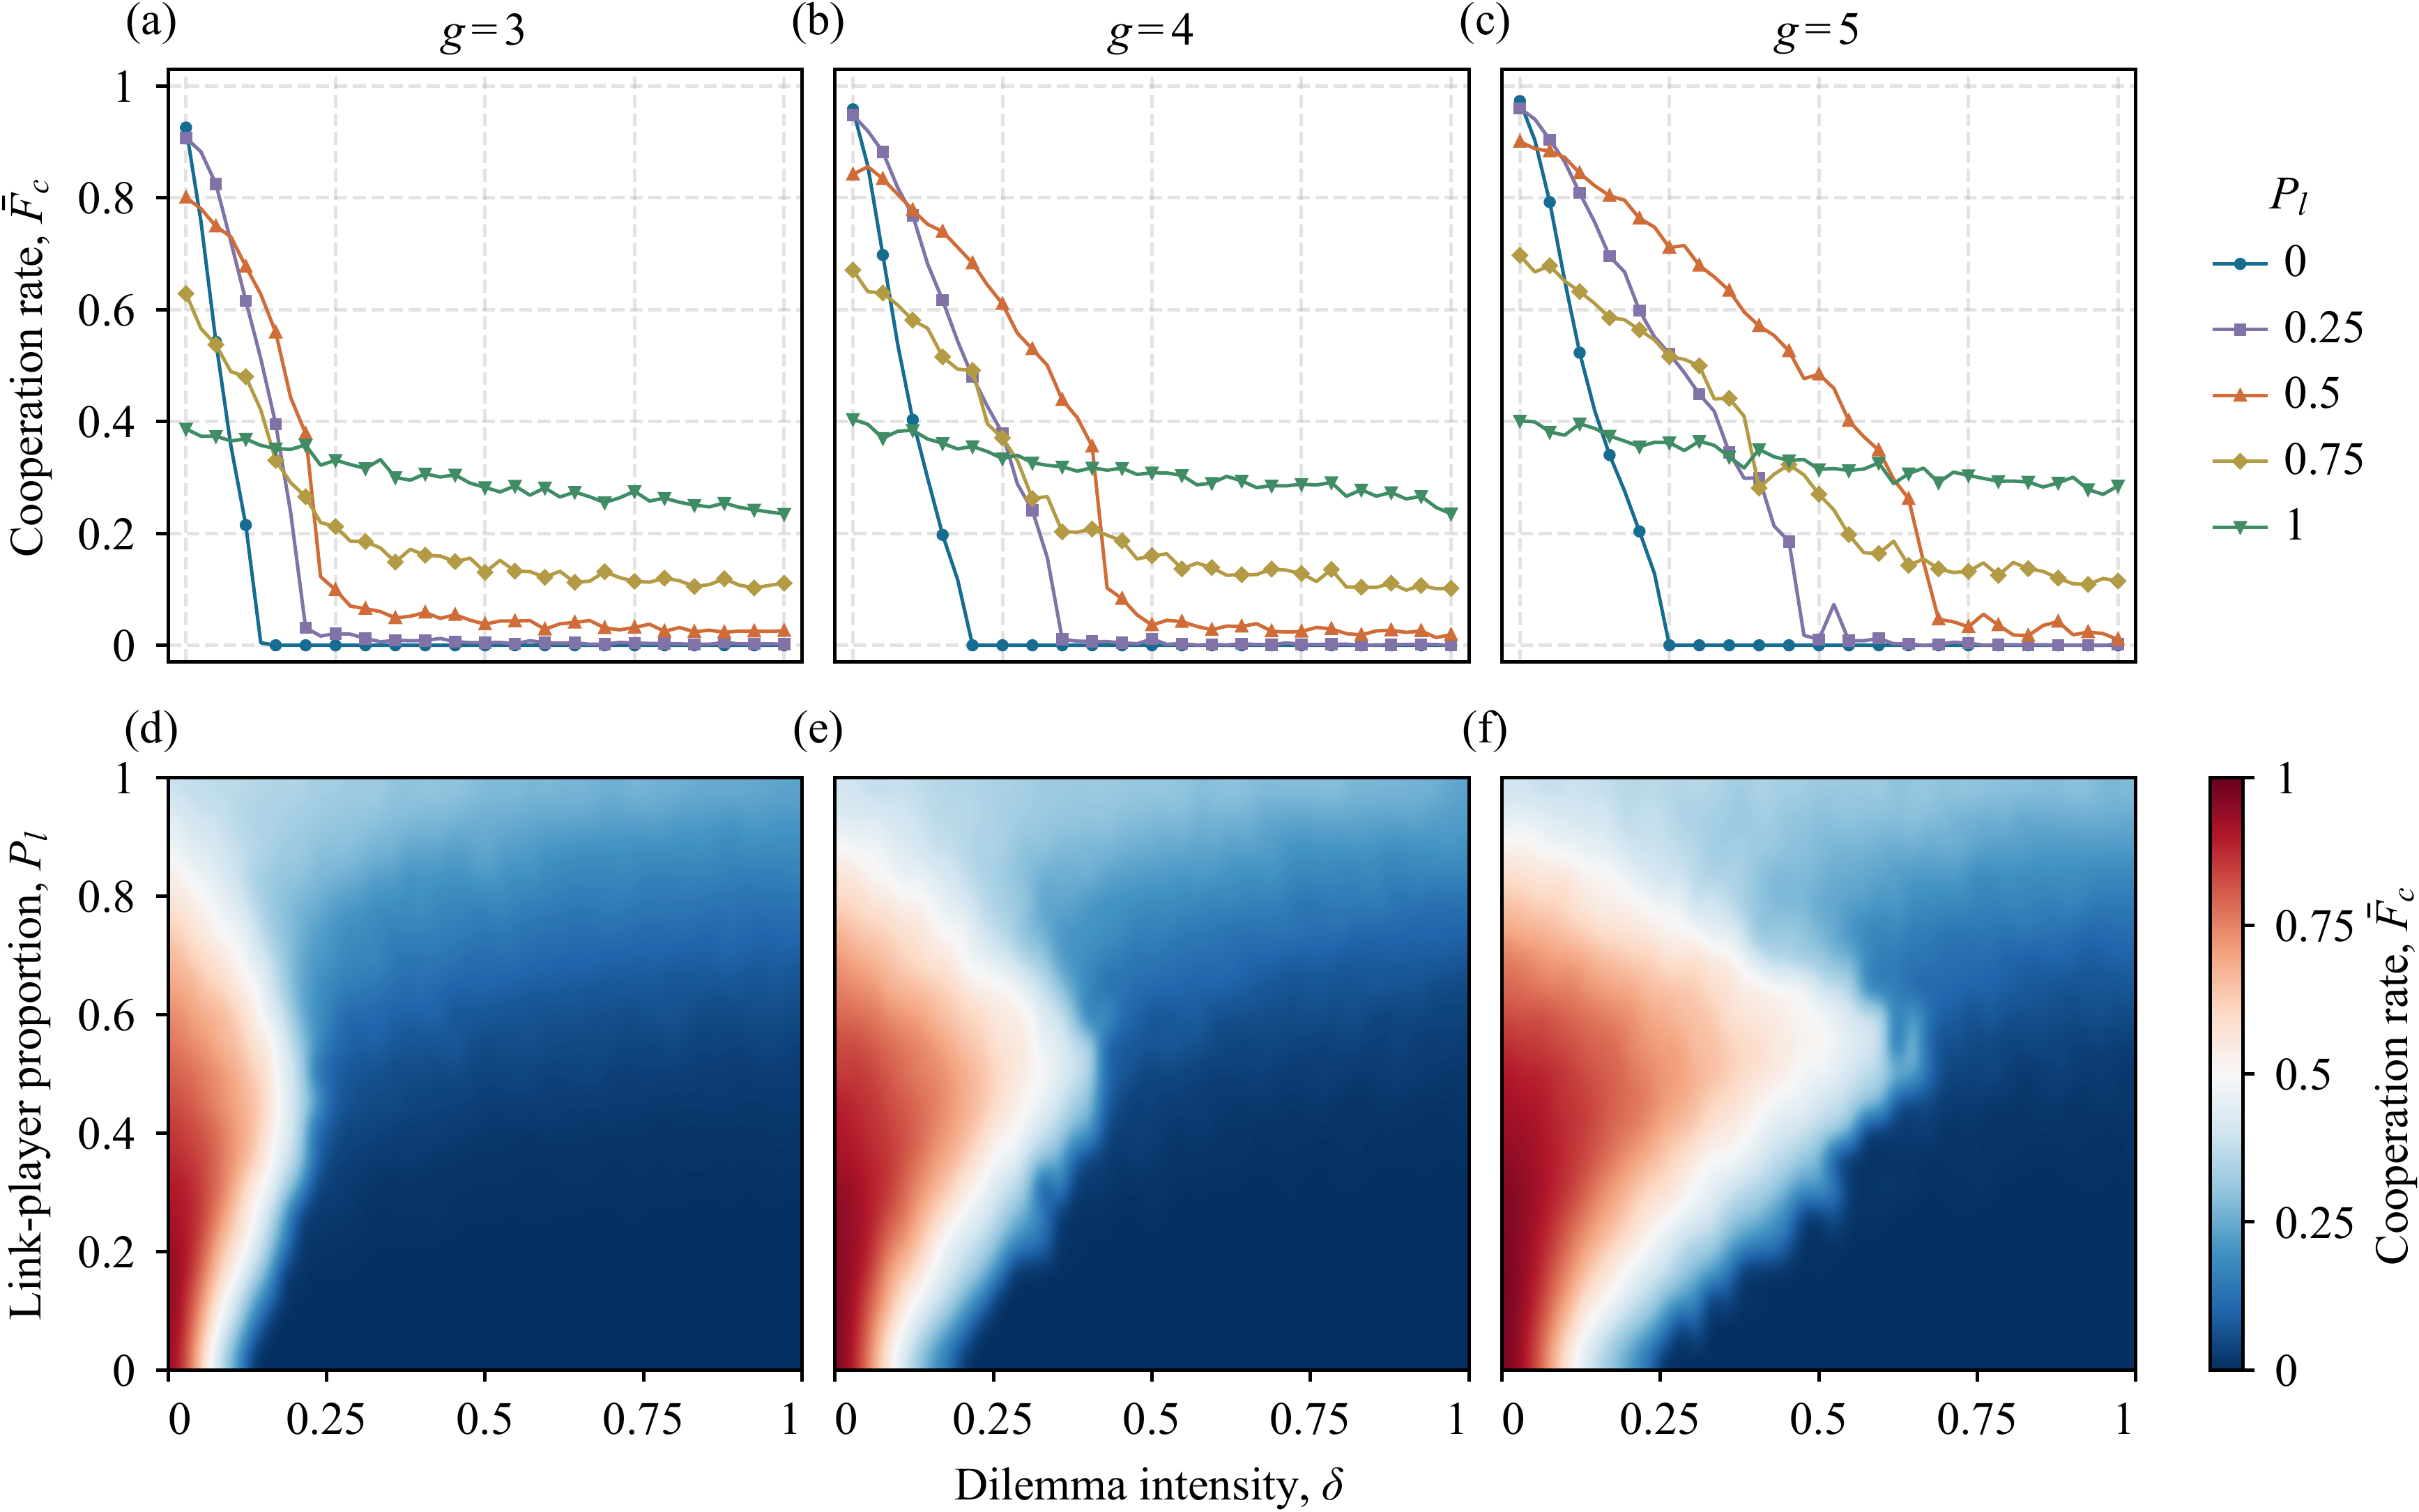 (a) g=3 (b) g=4 (c) g=5
Cooperation rate, F̄c
1
0.8
0.6
0.4
0.2
0
Pl
0
0.25
0.5
0.75
1
(d) (e) (f)
Link-player proportion, Pl
1
0.8
0.6
0.4
0.2
0
0 0.25 0.5 0.75 1
0 0.25 0.5 0.75 1
0 0.25 0.5 0.75 1
Dilemma intensity, δ
1
0.75
0.5
0.25
0
Cooperation rate, F̄c